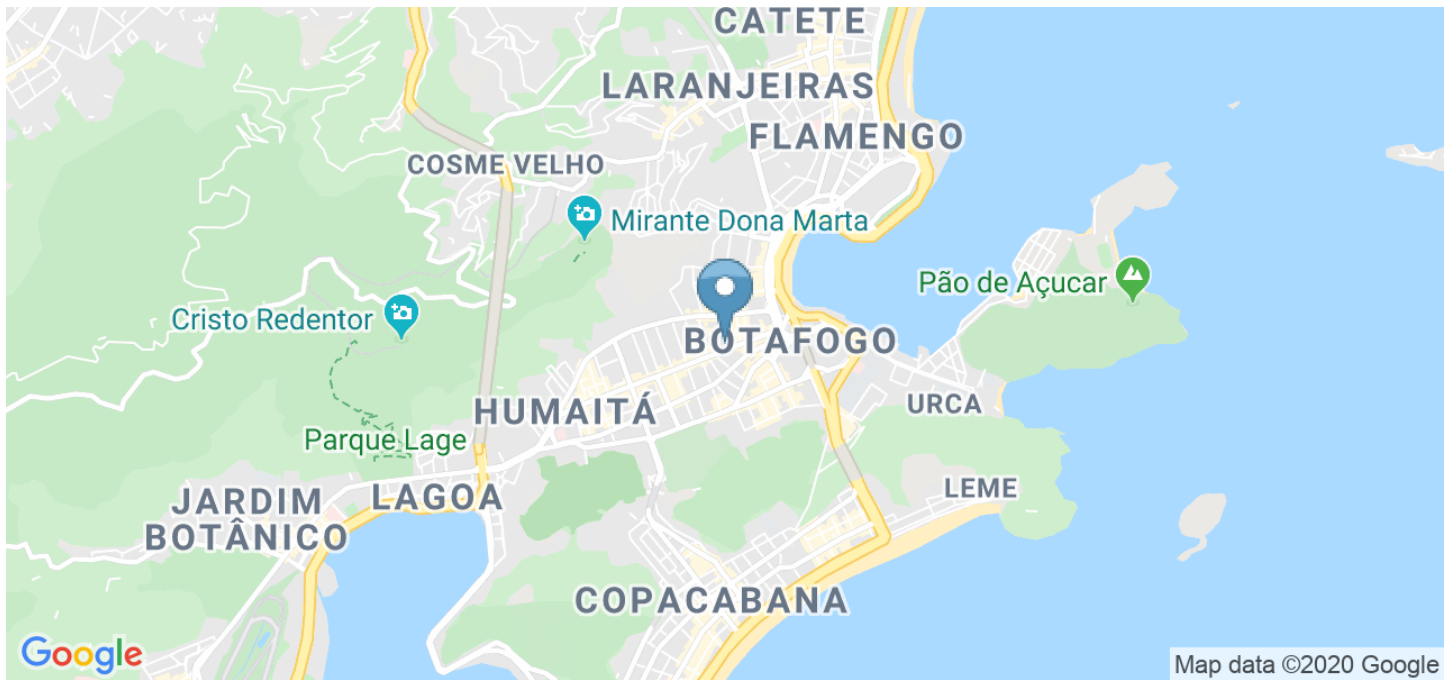 CATETE
LARANJEIRAS
FLAMENGO
COSME VELHO
Mirante Dona Marta
Pão de Açucar
Cristo Redentor
BOTAFOGO
URCA
HUMAITÁ
Parque Lage
LEME
LAGOA
JARDIM
BOTÂNICO
COPACABANA
Google
Map data ©2020 Google